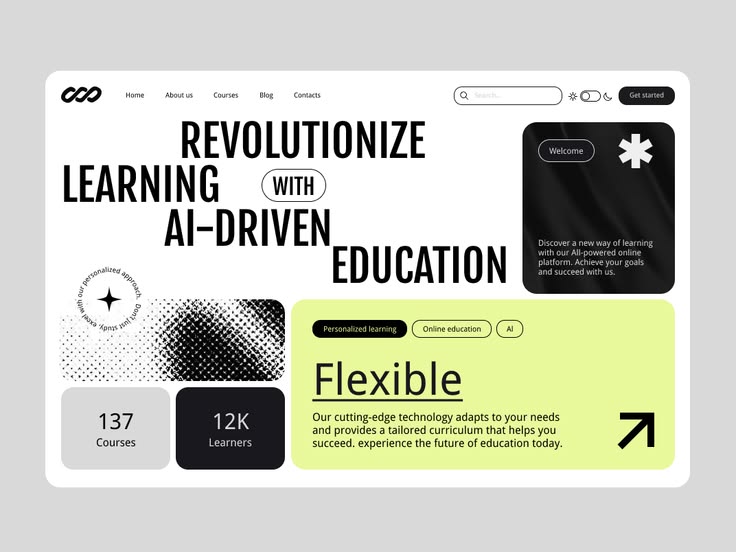 Home
About us
Courses
Blog
Contacts
Search...
Get started
REVOLUTIONIZE
LEARNING
WITH
AI-DRIVEN
EDUCATION
Welcome
Discover a new way of learning
with our All-powered online
platform. Achieve your goals
and succeed with us.
Don't just study, excel with our personalized approach.
137
Courses
12K
Learners
Personalized learning
Online education
AI
Flexible
Our cutting-edge technology adapts to your needs
and provides a tailored curriculum that helps you
succeed. experience the future of education today.